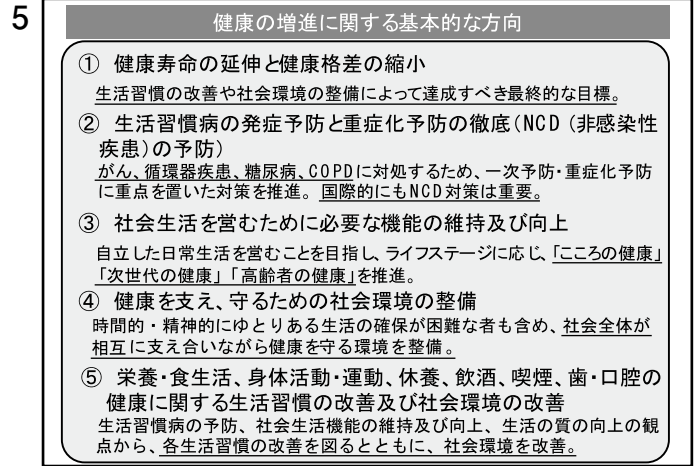 5
健康の増進に関する基本的な方向
① 健康寿命の延伸と健康格差の縮小
生活習慣の改善や社会環境の整備によって達成すべき最終的な目標。
② 生活習慣病の発症予防と重症化予防の徹底(NCD(非感染性
疾患)の予防)
がん、循環器疾患、糖尿病、COPDに対処するため、一次予防・重症化予防
に重点を置いた対策を推進。国際的にもNCD対策は重要。
③ 社会生活を営むために必要な機能の維持及び向上
自立した日常生活を営むことを目指し、ライフステージに応じ、「こころの健康」
「次世代の健康」「高齢者の健康」を推進。
④ 健康を支え、守るための社会環境の整備
時間的・精神的にゆとりある生活の確保が困難な者も含め、社会全体が
相互に支え合いながら健康を守る環境を整備。
⑤ 栄養・食生活、身体活動・運動、休養、飲酒、喫煙、歯・口腔の
健康に関する生活習慣の改善及び社会環境の改善
生活習慣病の予防、社会生活機能の維持及び向上、生活の質の向上の観
点から、各生活習慣の改善を図るとともに、社会環境を改善。